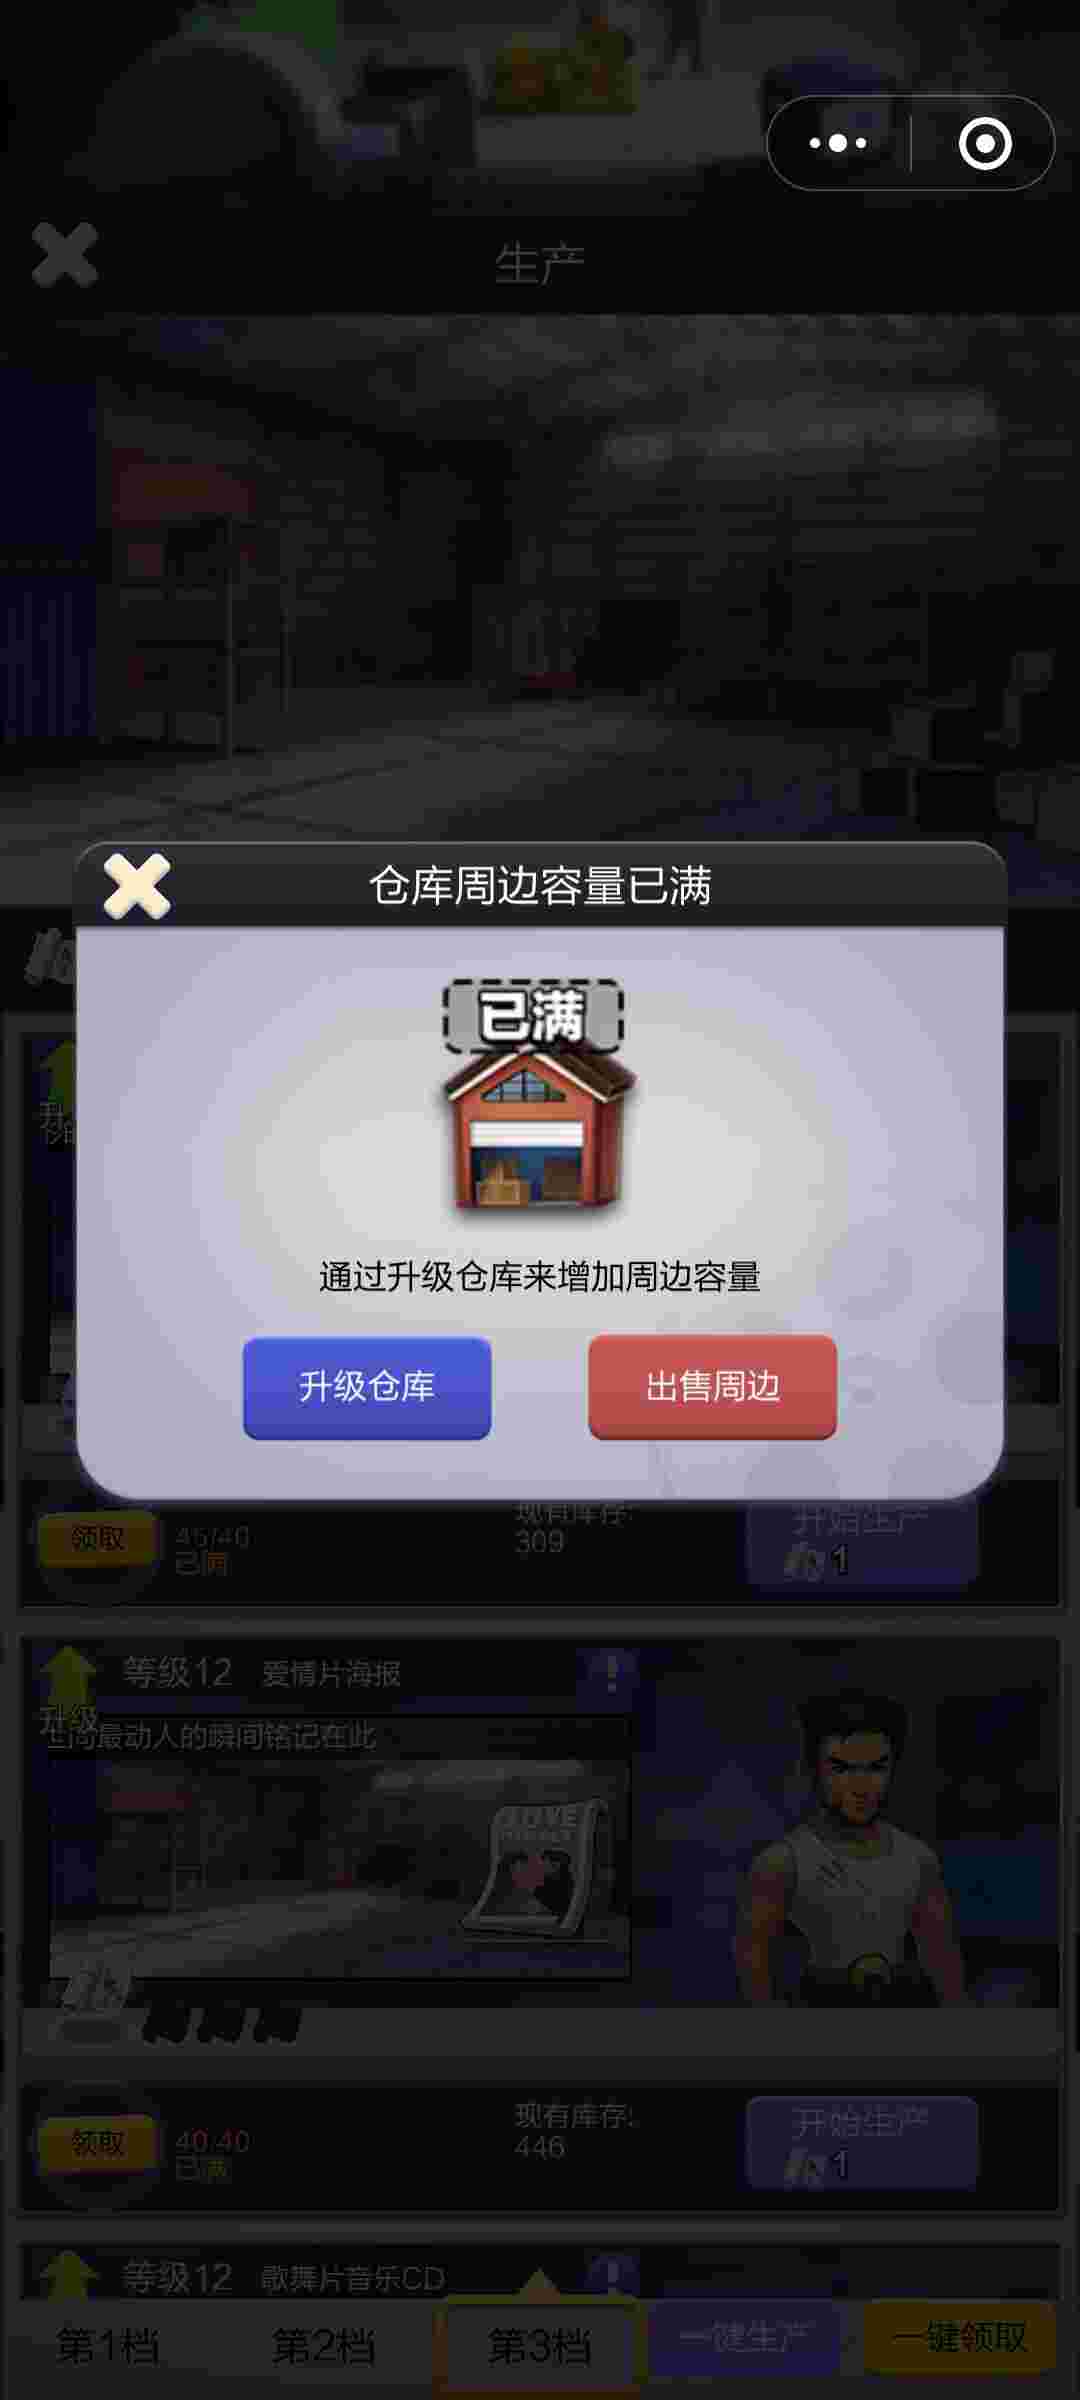 生产
仓库周边容量已满
已满
通过升级仓库来增加周边容量
升级仓库
出售周边
领取
45/40
已满
现有库存:
309
开始生产
1
等级12 爱情片海报
升级
最动人的瞬间铭记在此
LOVE
领取
40/40
已满
现有库存:
446
开始生产
1
等级12 歌舞片音乐CD
第1档
第2档
第3档
一键生产
一键领取